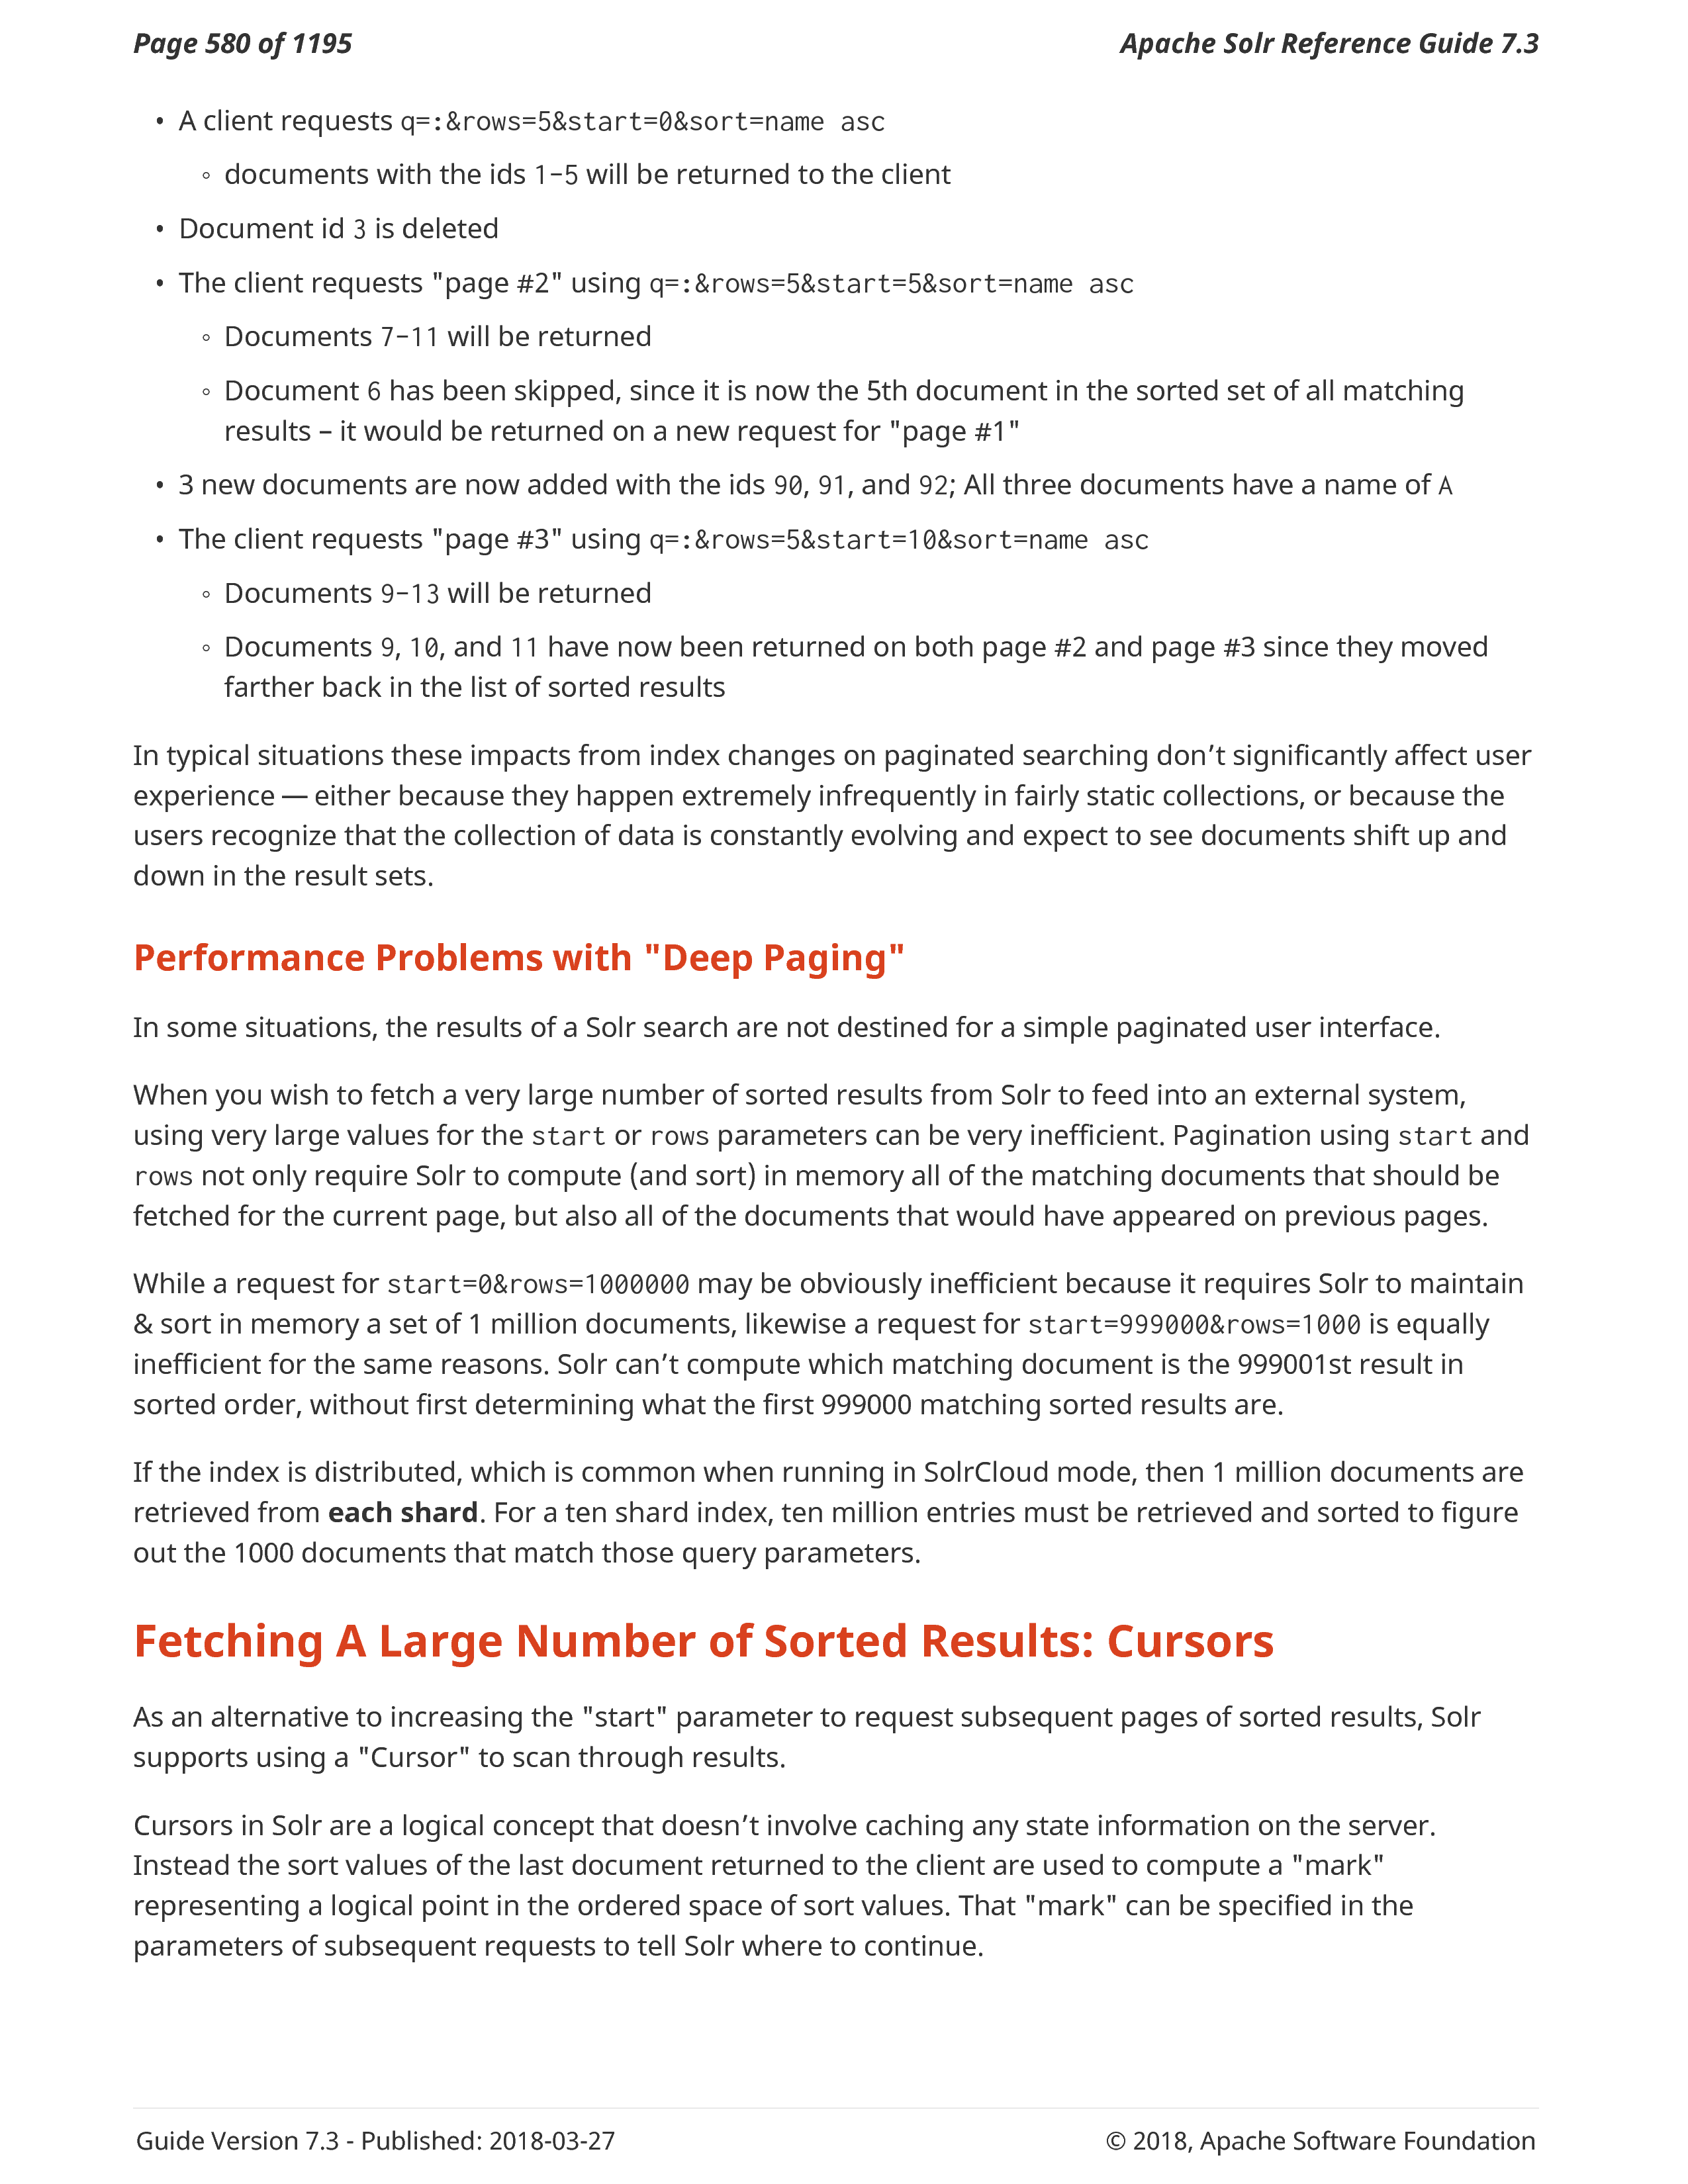 Page 580 of 1195
Apache Solr Reference Guide 7.3
• A client requests q=:&rows=5&start=0&sort=name asc
◦ documents with the ids 1-5 will be returned to the client
• Document id 3 is deleted
• The client requests "page #2" using q=:&rows=5&start=5&sort=name asc
◦ Documents 7-11 will be returned
◦ Document 6 has been skipped, since it is now the 5th document in the sorted set of all matching
results – it would be returned on a new request for "page #1"
• 3 new documents are now added with the ids 90, 91, and 92; All three documents have a name of A
• The client requests "page #3" using q=:&rows=5&start=10&sort=name asc
◦ Documents 9-13 will be returned
◦ Documents 9, 10, and 11 have now been returned on both page #2 and page #3 since they moved
farther back in the list of sorted results
In typical situations these impacts from index changes on paginated searching don’t significantly affect user
experience — either because they happen extremely infrequently in fairly static collections, or because the
users recognize that the collection of data is constantly evolving and expect to see documents shift up and
down in the result sets.
Performance Problems with "Deep Paging"
In some situations, the results of a Solr search are not destined for a simple paginated user interface.
When you wish to fetch a very large number of sorted results from Solr to feed into an external system,
using very large values for the start or rows parameters can be very inefficient. Pagination using start and
rows not only require Solr to compute (and sort) in memory all of the matching documents that should be
fetched for the current page, but also all of the documents that would have appeared on previous pages.
While a request for start=0&rows=1000000 may be obviously inefficient because it requires Solr to maintain
& sort in memory a set of 1 million documents, likewise a request for start=999000&rows=1000 is equally
inefficient for the same reasons. Solr can’t compute which matching document is the 999001st result in
sorted order, without first determining what the first 999000 matching sorted results are.
If the index is distributed, which is common when running in SolrCloud mode, then 1 million documents are
retrieved from each shard. For a ten shard index, ten million entries must be retrieved and sorted to figure
out the 1000 documents that match those query parameters.
Fetching A Large Number of Sorted Results: Cursors
As an alternative to increasing the "start" parameter to request subsequent pages of sorted results, Solr
supports using a "Cursor" to scan through results.
Cursors in Solr are a logical concept that doesn’t involve caching any state information on the server.
Instead the sort values of the last document returned to the client are used to compute a "mark"
representing a logical point in the ordered space of sort values. That "mark" can be specified in the
parameters of subsequent requests to tell Solr where to continue.
Guide Version 7.3 - Published: 2018-03-27
© 2018, Apache Software Foundation